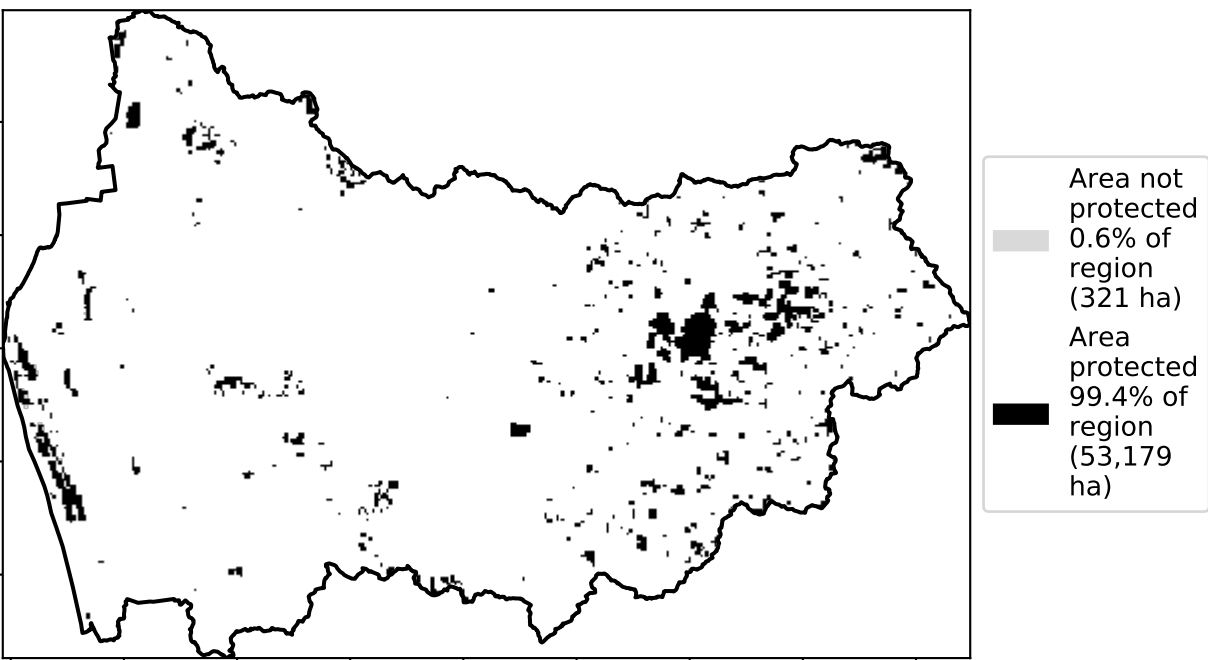 Area not
protected
0.6% of
region
(321 ha)
Area
protected
99.4% of
region
(53,179
ha)